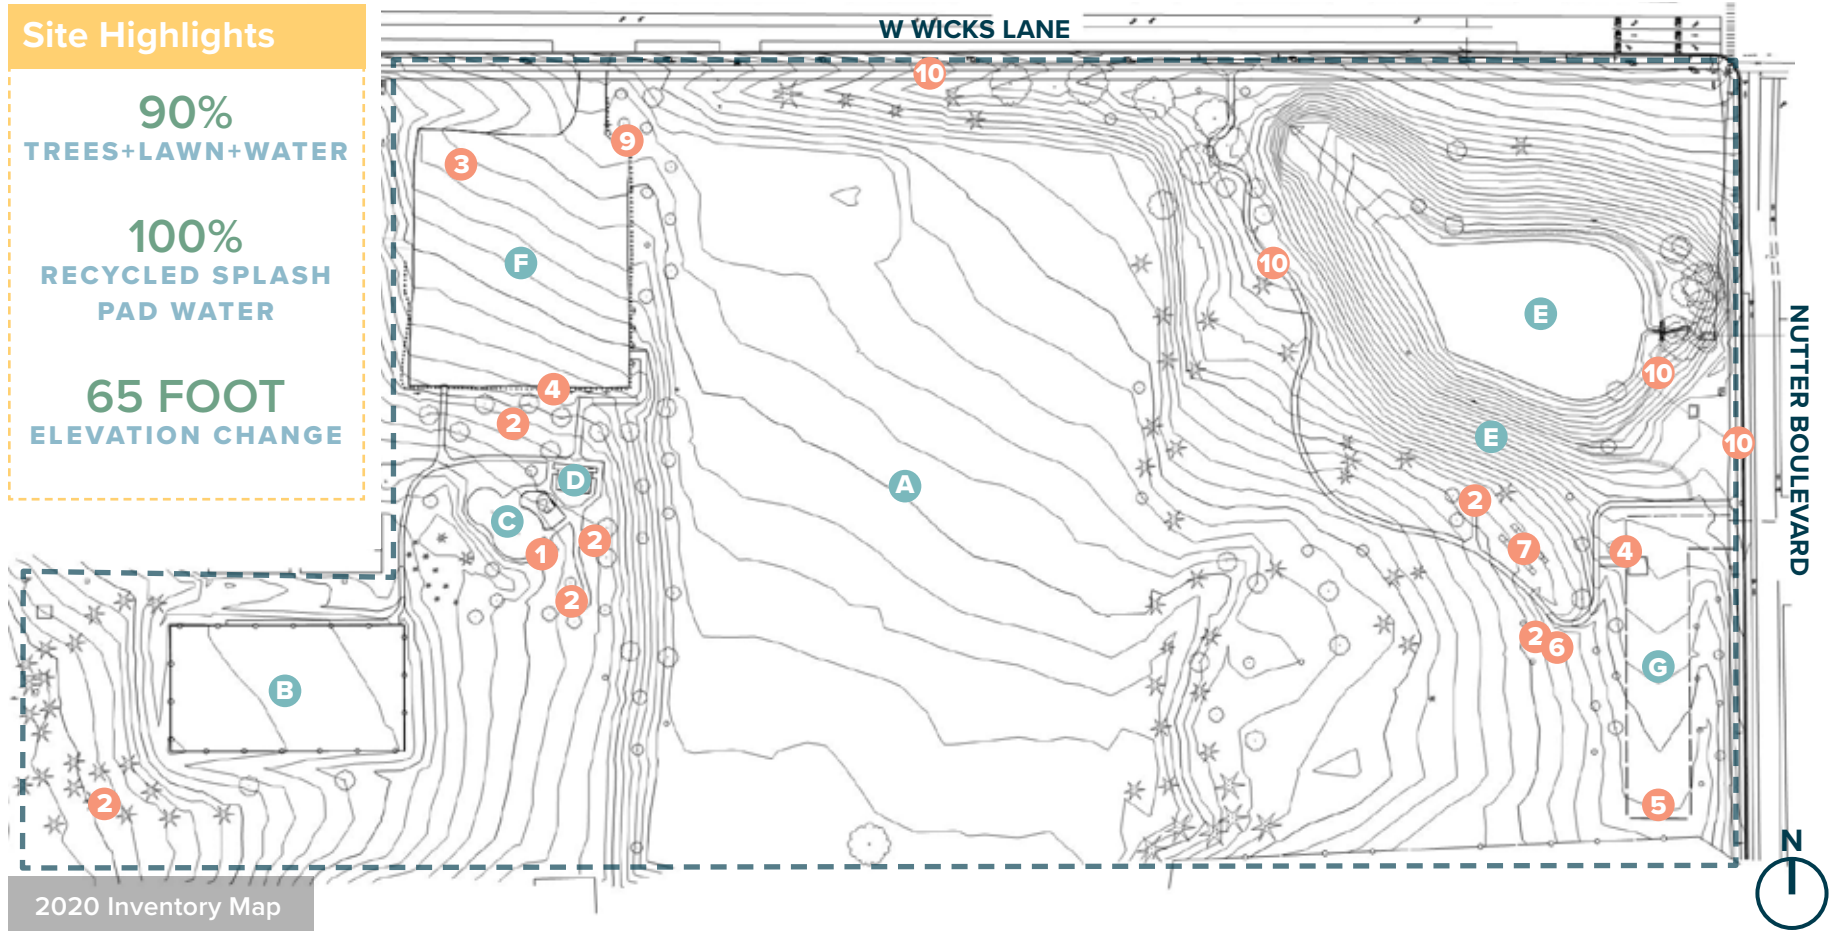 Site Highlights
90%
TREES+LAWN+WATER
100%
RECYCLED SPLASH
PAD WATER
65 FOOT
ELEVATION CHANGE
W WICKS LANE
10
9
3
F
10
E
10
4
2
E
10
D
A
C
2
1
2
7
4
2
2
6
B
G
2
5
NUTTER BOULEVARD
N
2020 Inventory Map